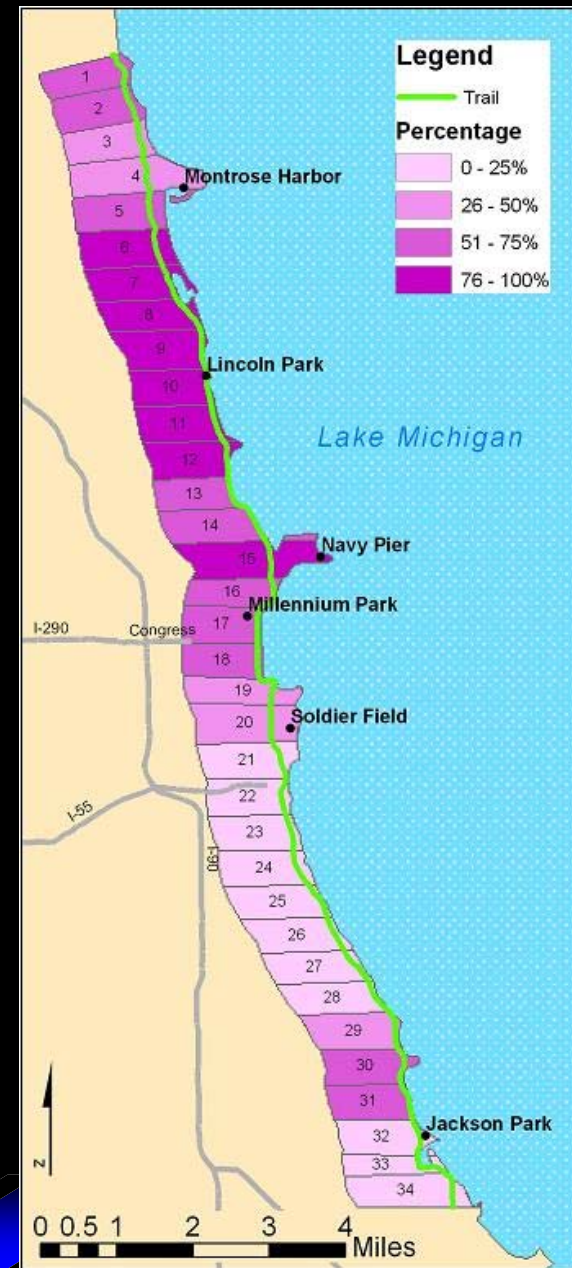 Legend
Trail
Percentage
0 - 25%
26 - 50%
51 - 75%
76 - 100%
1
2
3
4
Montrose Harbor
5
6
7
8
9
Lincoln Park
10
11
Lake Michigan
12
13
14
Navy Pier
15
16
Millennium Park
I-290
Congress
17
18
19
20
Soldier Field
21
22
I-55
23
I-90
24
25
26
27
28
29
30
31
Jackson Park
32
33
34
N
0 0.5 1 2 3 4
Miles